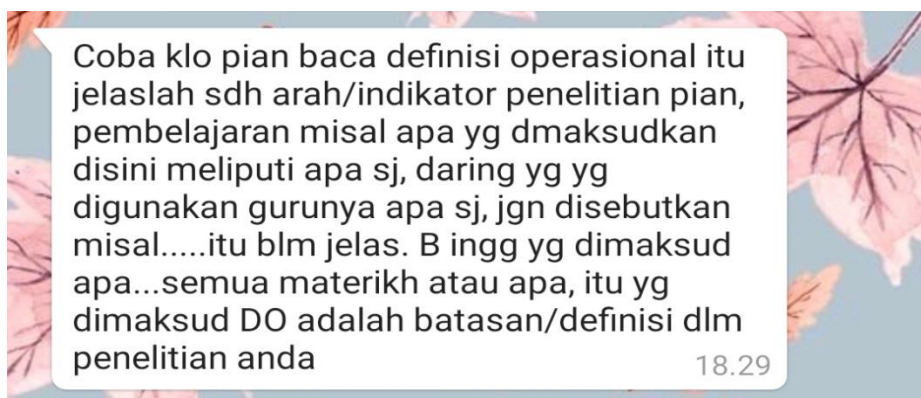 Coba klo pian baca definisi operasional itu
jelaslah sdh arah/indikator penelitian pian,
pembelajaran misal apa yg dmaksudkan
disini meliputi apa sj, daring yg yg
digunakan gurunya apa sj, jgn disebutkan
misal.....itu blm jelas. B ingg yg dimaksud
apa...semua materikh atau apa, itu yg
dimaksud DO adalah batasan/definisi dlm
penelitian anda
18.29